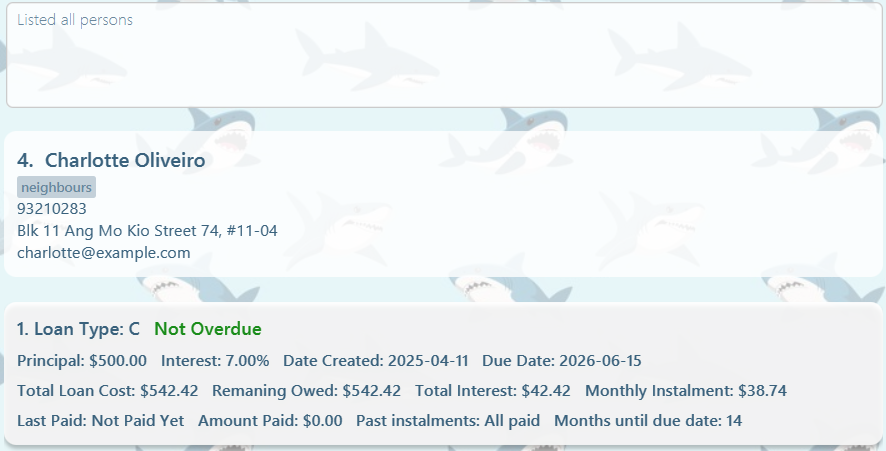 Listed all persons
4. Charlotte Oliveiro
neighbours
93210283
Blk 11 Ang Mo Kio Street 74, #11-04
charlotte@example.com
1. Loan Type: C Not Overdue
Principal: $500.00 Interest: 7.00% Date Created: 2025-04-11 Due Date: 2026-06-15
Total Loan Cost: $542.42 Remaning Owed: $542.42 Total Interest: $42.42 Monthly Instalment: $38.74
Last Paid: Not Paid Yet Amount Paid: $0.00 Past instalments: All paid Months until due date: 14